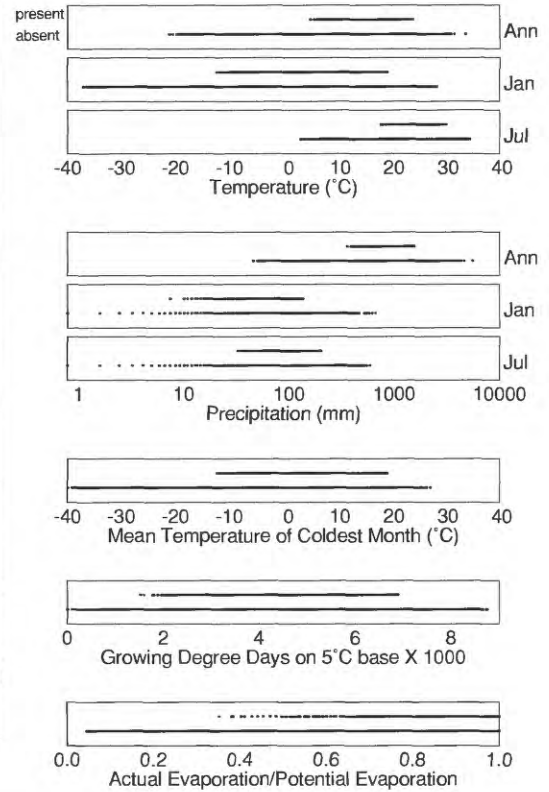 present
absent
Ann
Jan
Jul
-40 -30 -20 -10 0 10 20 30 40
Temperature (°C)
Ann
Jan
Jul
1 10 100 1000 10000
Precipitation (mm)
-40 -30 -20 -10 0 10 20 30 40
Mean Temperature of Coldest Month (°C)
0 2 4 6 8
Growing Degree Days on 5°C base X 1000
0.0 0.2 0.4 0.6 0.8 1.0
Actual Evaporation/Potential Evaporation